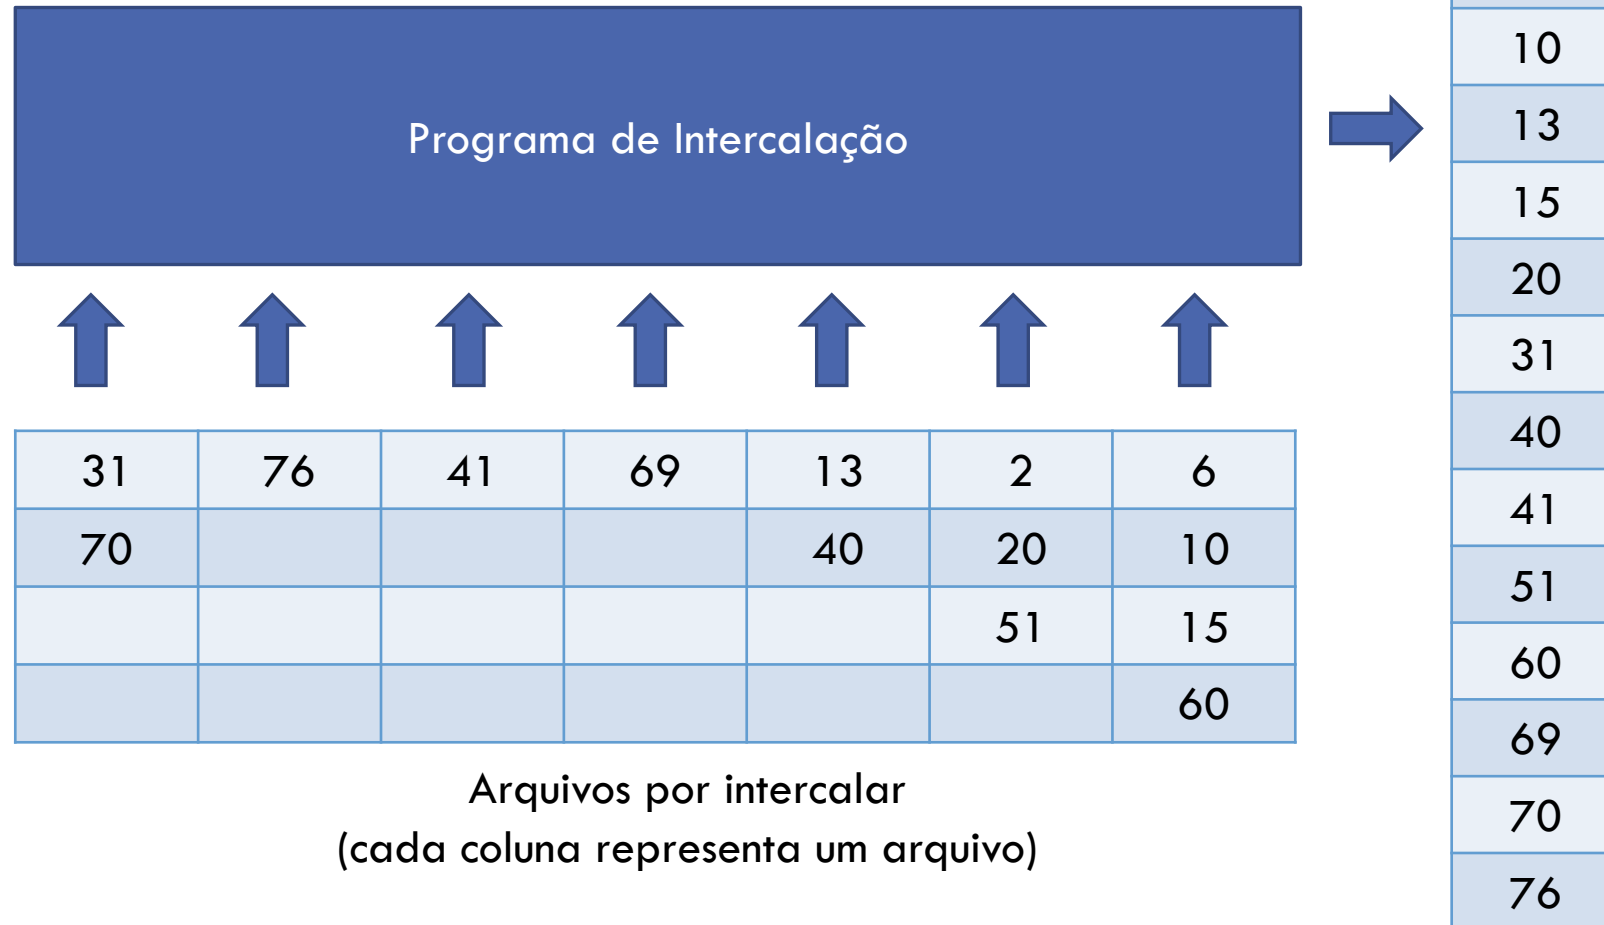 Programa de Intercalação
31 76 41 69 13 2 6
70 40 20 10
51 15
60
Arquivos por intercalar
(cada coluna representa um arquivo)
10
13
15
20
31
40
41
51
60
69
70
76